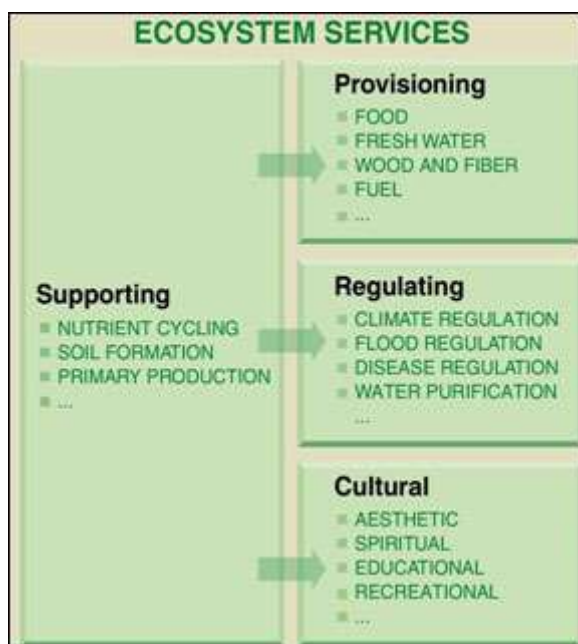 ECOSYSTEM SERVICES
Supporting
NUTRIENT CYCLING
SOIL FORMATION
PRIMARY PRODUCTION
...
Provisioning
FOOD
FRESH WATER
WOOD AND FIBER
FUEL
...
Regulating
CLIMATE REGULATION
FLOOD REGULATION
DISEASE REGULATION
WATER PURIFICATION
...
Cultural
AESTHETIC
SPIRITUAL
EDUCATIONAL
RECREATIONAL
...